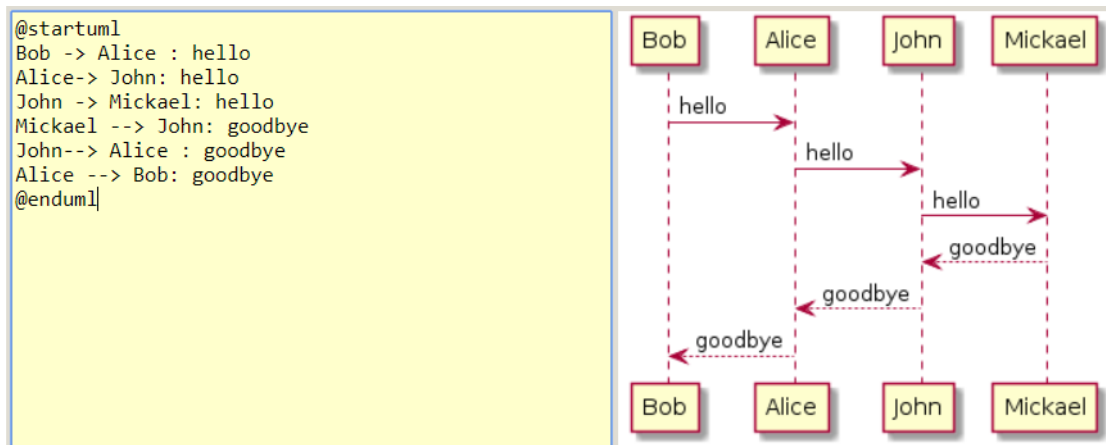 @startuml
Bob -> Alice : hello
Alice-> John: hello
John -> Mickael: hello
Mickael --> John: goodbye
John--> Alice : goodbye
Alice --> Bob: goodbye
@enduml
Bob Alice John Mickael
hello
hello
hello
goodbye
goodbye
goodbye
Bob Alice John Mickael